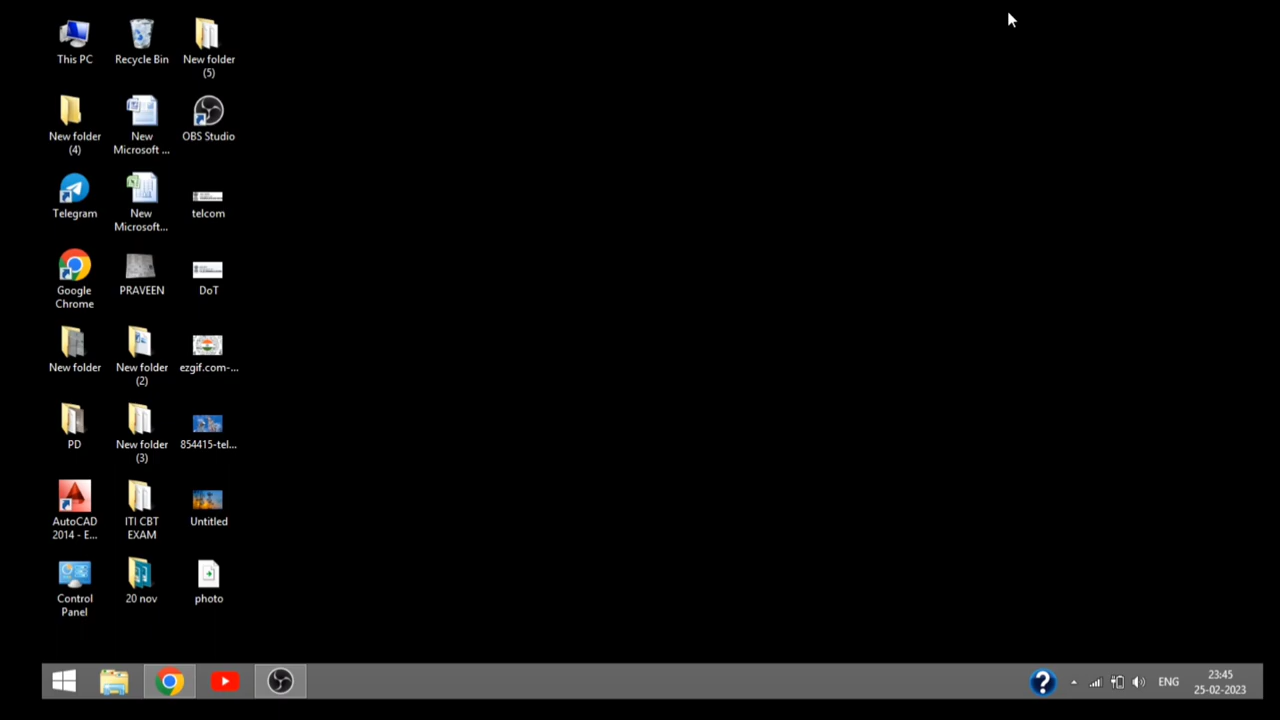 This PC
Recycle Bin
New folder
(5)
New folder
(4)
New
Microsoft ...
OBS Studio
Telegram
New
Microsoft...
telcom
Google
Chrome
PRAVEEN
DoT
New folder
New folder
(2)
ezgif.com-...
PD
New folder
(3)
854415-tel...
AutoCAD
2014 - E...
ITI CBT
EXAM
Untitled
Control
Panel
20 nov
photo
ENG
23:45
25-02-2023